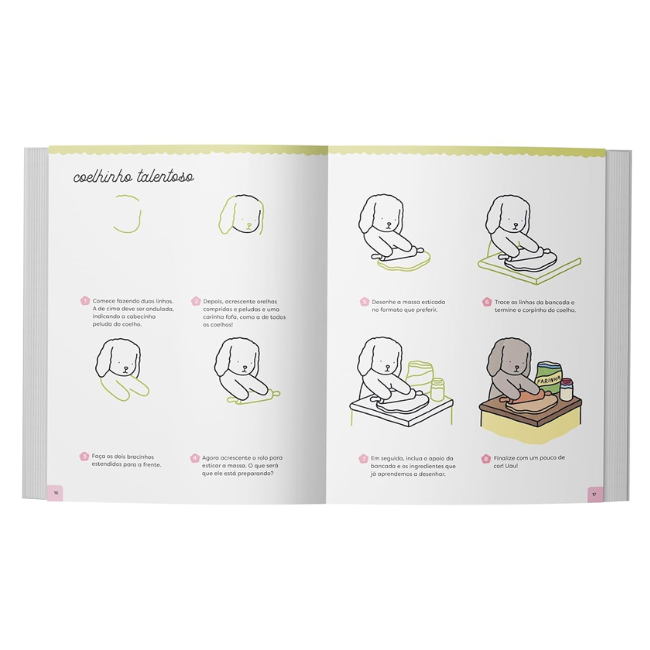 coelhinho talentoso
1 Comece fazendo duas linhas.
A de cima deve ser ondulada,
indicando a cabecinha
peluda do coelho.
2 Depois, acrescente orelhas
compridas e peludas e uma
carinha fofa, como a de todos
os coelhos!
3 Faça os dois bracinhos
estendidos para a frente.
4 Agora acrescente o rolo para
esticar a massa. O que será
que ele está preparando?
16
5 Desenhe a massa esticada
no formato que preferir.
6 Trace as linhas da bancada e
termine o corpinho do coelho.
FARINHA
7 Em seguida, inclua o apoio da
bancada e os ingredientes que
já aprendemos a desenhar.
8 Finalize com um pouco de
cor! Uau!
17